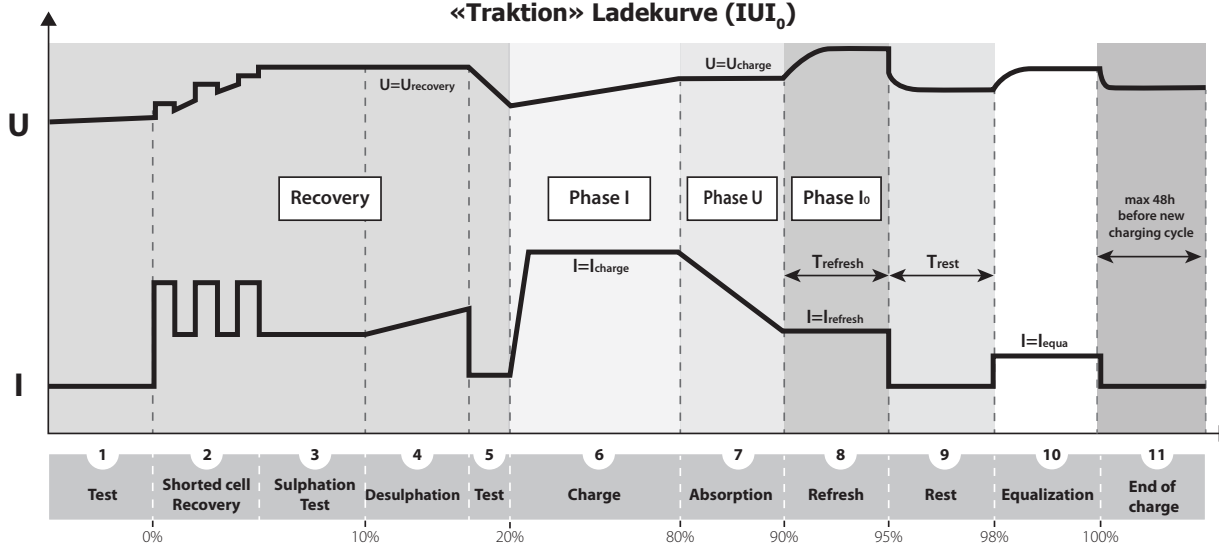 «Traktion» Ladekurve (IUI0)
U
U=Urecovery
U=Ucharge
Recovery
Phase I
Phase U
Phase I0
max 48h
before new
charging cycle
I=Icharge
Trefresh
Trest
I=Irefresh
I=Iequa
I
1
2
3
4
5
6
7
8
9
10
11
Test
Shorted cell
Recovery
Sulphation
Test
Desulphation
Test
Charge
Absorption
Refresh
Rest
Equalization
End of
charge
0%
10%
20%
80%
90%
95%
98%
100%